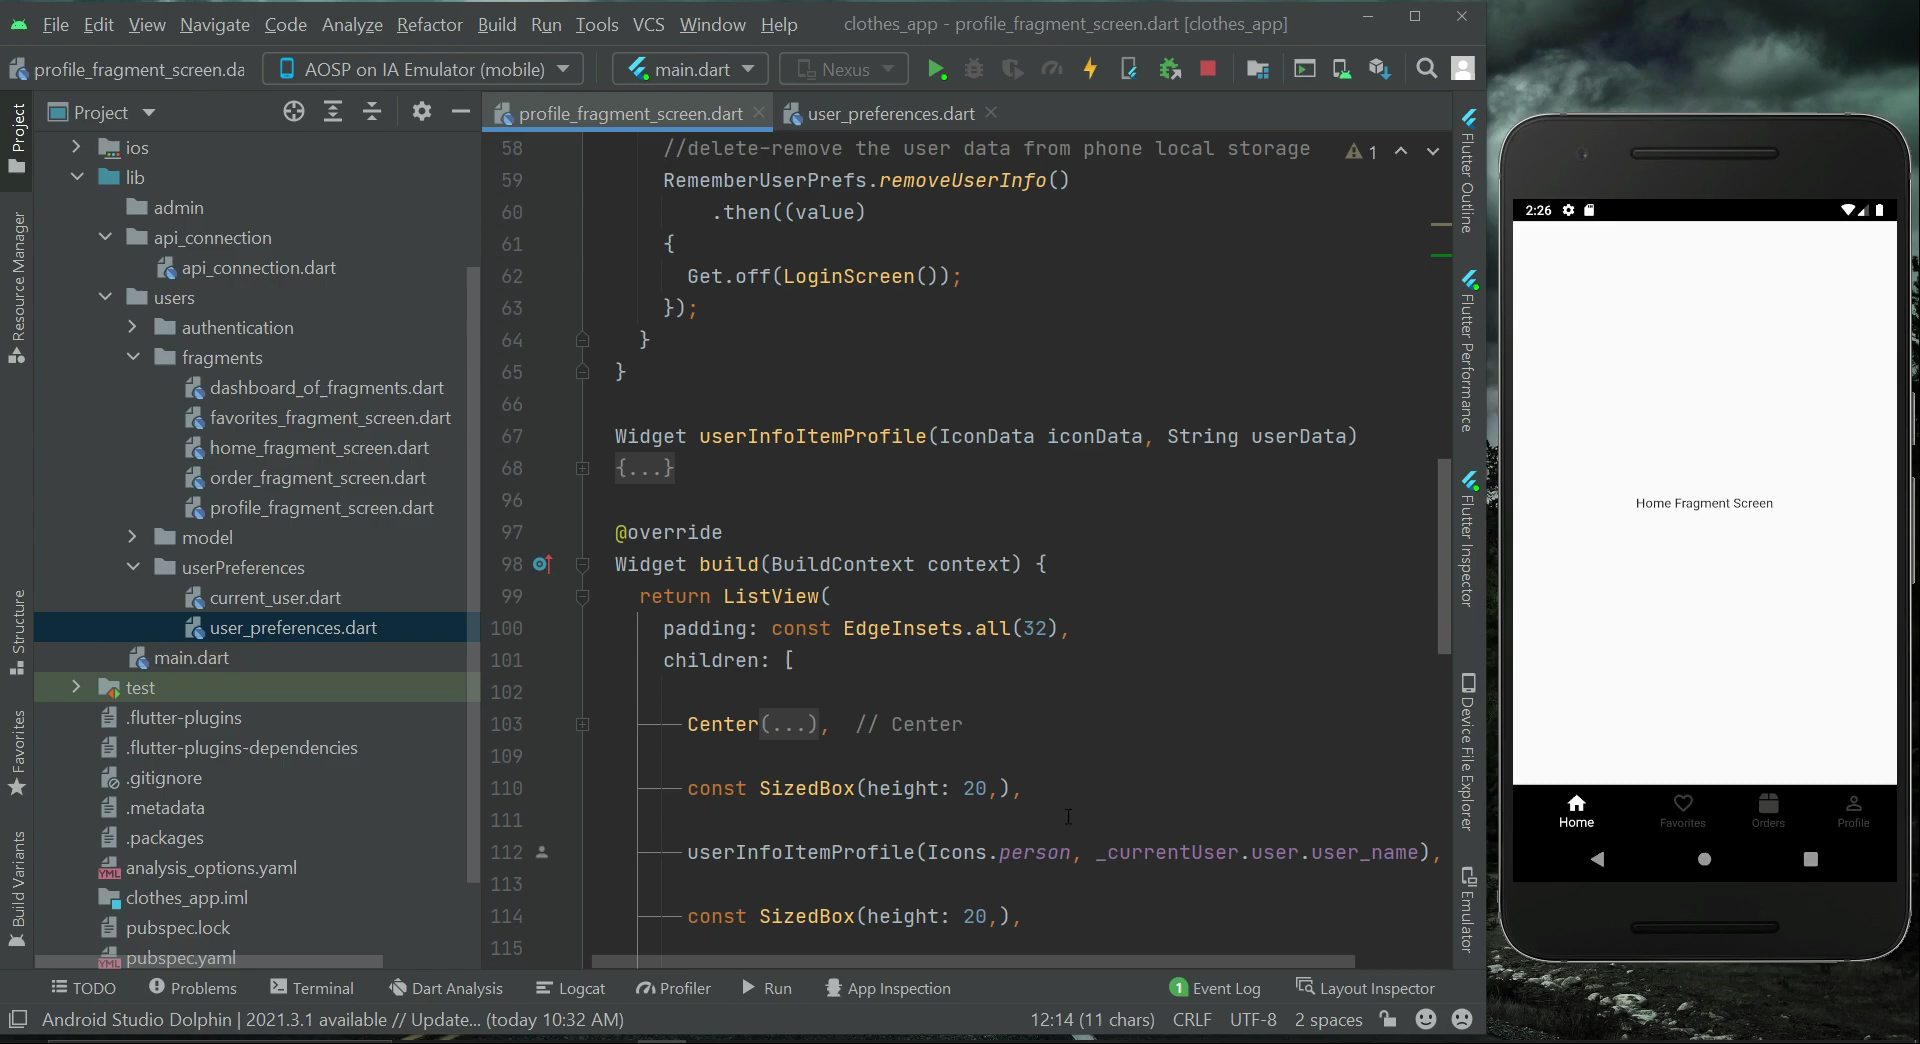 File Edit View Navigate Code Analyze Refactor Build Run Tools VCS Window Help clothes_app - profile_fragment_screen.dart [clothes_app]
profile_fragment_screen.da AOSP on IA Emulator (mobile) main.dart Nexus
Project
profile_fragment_screen.dart user_preferences.dart
ios
lib
admin
api_connection
api_connection.dart
users
authentication
fragments
dashboard_of_fragments.dart
favorites_fragment_screen.dart
home_fragment_screen.dart
order_fragment_screen.dart
profile_fragment_screen.dart
model
userPreferences
current_user.dart
user_preferences.dart
main.dart
test
.flutter-plugins
.flutter-plugins-dependencies
.gitignore
.metadata
.packages
analysis_options.yaml
clothes_app.iml
pubspec.lock
pubspec.yaml
Project
Resource Manager
Structure
Favorites
Build Variants
58 //delete-remove the user data from phone local storage 1
59 RememberUserPrefs.removeUserInfo()
60 .then((value)
61 {
62 Get.off(LoginScreen());
63 });
64 }
65 }
66
67 Widget userInfoItemProfile(IconData iconData, String userData)
68 {...}
96
97 @override
98 Widget build(BuildContext context) {
99 return ListView(
100 padding: const EdgeInsets.all(32),
101 children: [
102
103 Center(...), // Center
109
110 const SizedBox(height: 20,),
111
112 userInfoItemProfile(Icons.person, _currentUser.user.user_name),
113
114 const SizedBox(height: 20,),
115
Flutter Outline
Flutter Performance
Flutter Inspector
Device File Explorer
Emulator
2:26
Home Fragment Screen
Home Favorites Orders Profile
TODO Problems Terminal Dart Analysis Logcat Profiler Run App Inspection 1 Event Log Layout Inspector
Android Studio Dolphin | 2021.3.1 available // Update... (today 10:32 AM) 12:14 (11 chars) CRLF UTF-8 2 spaces